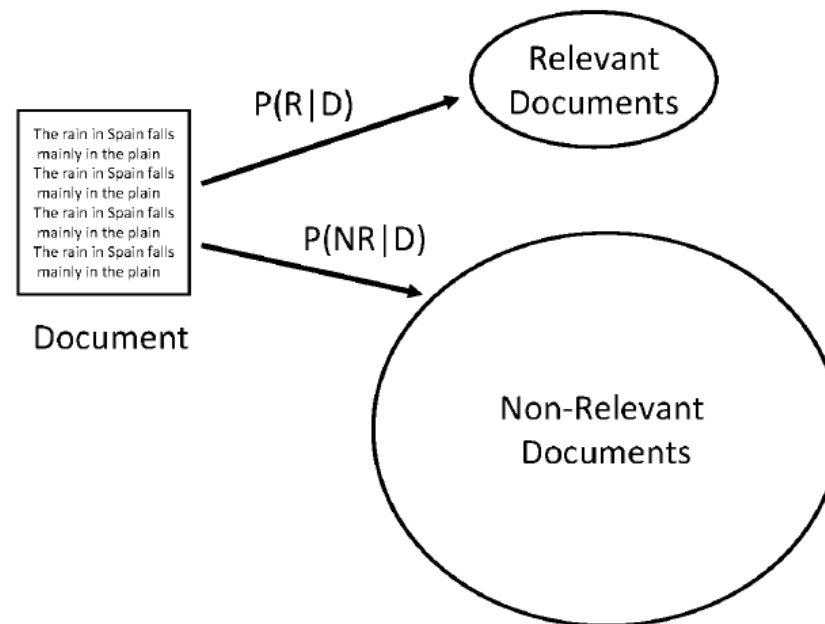 Relevant
Documents
P(R|D)
The rain in Spain falls
mainly in the plain
The rain in Spain falls
mainly in the plain
The rain in Spain falls
mainly in the plain
The rain in Spain falls
mainly in the plain
P(NR|D)
Document
Non-Relevant
Documents